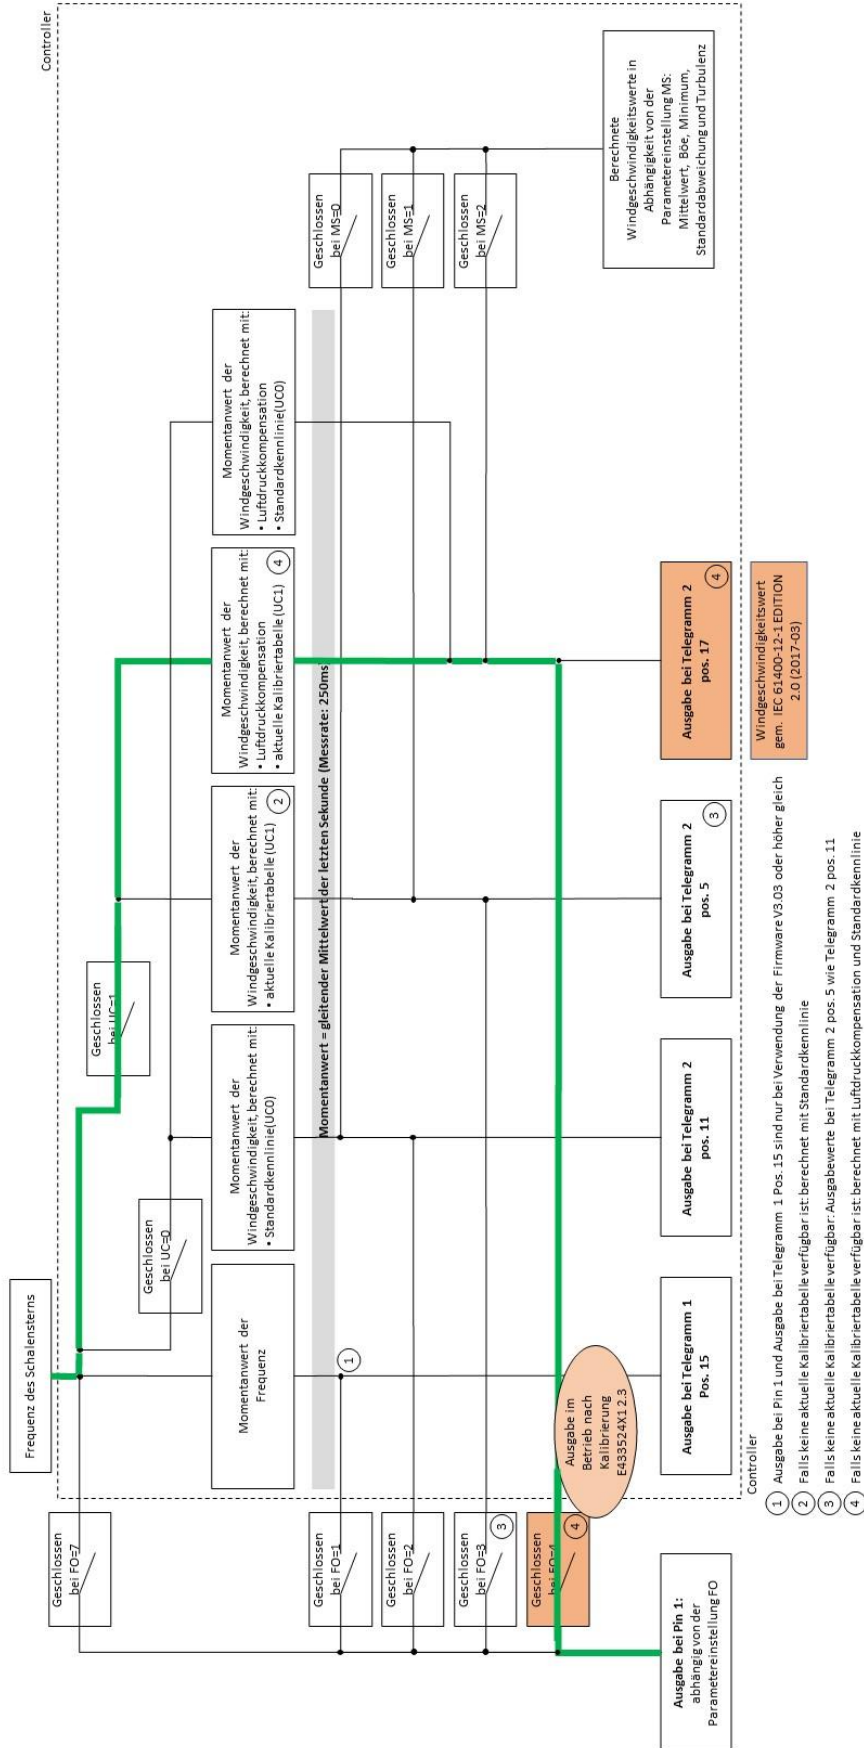 Frequenz des Schalensterns
Controller
Geschlossen
bei FO=7
Geschlossen
bei UC=0
Geschlossen
bei UC=1
Momentanwert der
Frequenz
Momentanwert der
Windgeschwindigkeit, berechnet mit:
• Standardkennlinie(UC0)
Momentanwert der
Windgeschwindigkeit, berechnet mit:
• aktuelle Kalibriertabelle (UC1)
2
Momentanwert der
Windgeschwindigkeit, berechnet mit:
• Luftdruckkompensation
• aktuelle Kalibriertabelle (UC1)
4
Momentanwert der
Windgeschwindigkeit, berechnet mit:
• Luftdruckkompensation
• Standardkennlinie(UC0)
Momentanwert = gleitender Mittelwert der letzten Sekunde (Messrate: 250ms)
Geschlossen
bei FO=1
1
Geschlossen
bei MS=0
Geschlossen
bei FO=2
Geschlossen
bei MS=1
Geschlossen
bei FO=3
3
Geschlossen
bei MS=2
Geschlossen
bei FO=4
4
Ausgabe im
Betrieb nach
Kalibrierung
E433524X1 2.3
Berechnete
Windgeschwindigkeitswerte in
Abhängigkeit von der
Parametereinstellung MS:
Mittelwert, Böe, Minimum,
Standardabweichung und Turbulenz
Ausgabe bei Pin 1:
abhängig von der
Parametereinstellung FO
Ausgabe bei Telegramm 1
Pos. 15
Ausgabe bei Telegramm 2
pos. 11
Ausgabe bei Telegramm 2
pos. 5
3
Ausgabe bei Telegramm 2
pos. 17
4
Controller
Windgeschwindigkeitswert
gem. IEC 61400-12-1 EDITION
2.0 (2017-03)
1 Ausgabe bei Pin 1 und Ausgabe bei Telegramm 1 Pos. 15 sind nur bei Verwendung der Firmware V3.03 oder höher gleich
2 Falls keine aktuelle Kalibriertabelle verfügbar ist: berechnet mit Standardkennlinie
3 Falls keine aktuelle Kalibriertabelle verfügbar: Ausgabewerte bei Telegramm 2 pos. 5 wie Telegramm 2 pos. 11
4 Falls keine aktuelle Kalibriertabelle verfügbar ist: berechnet mit Luftdruckkompensation und Standardkennlinie